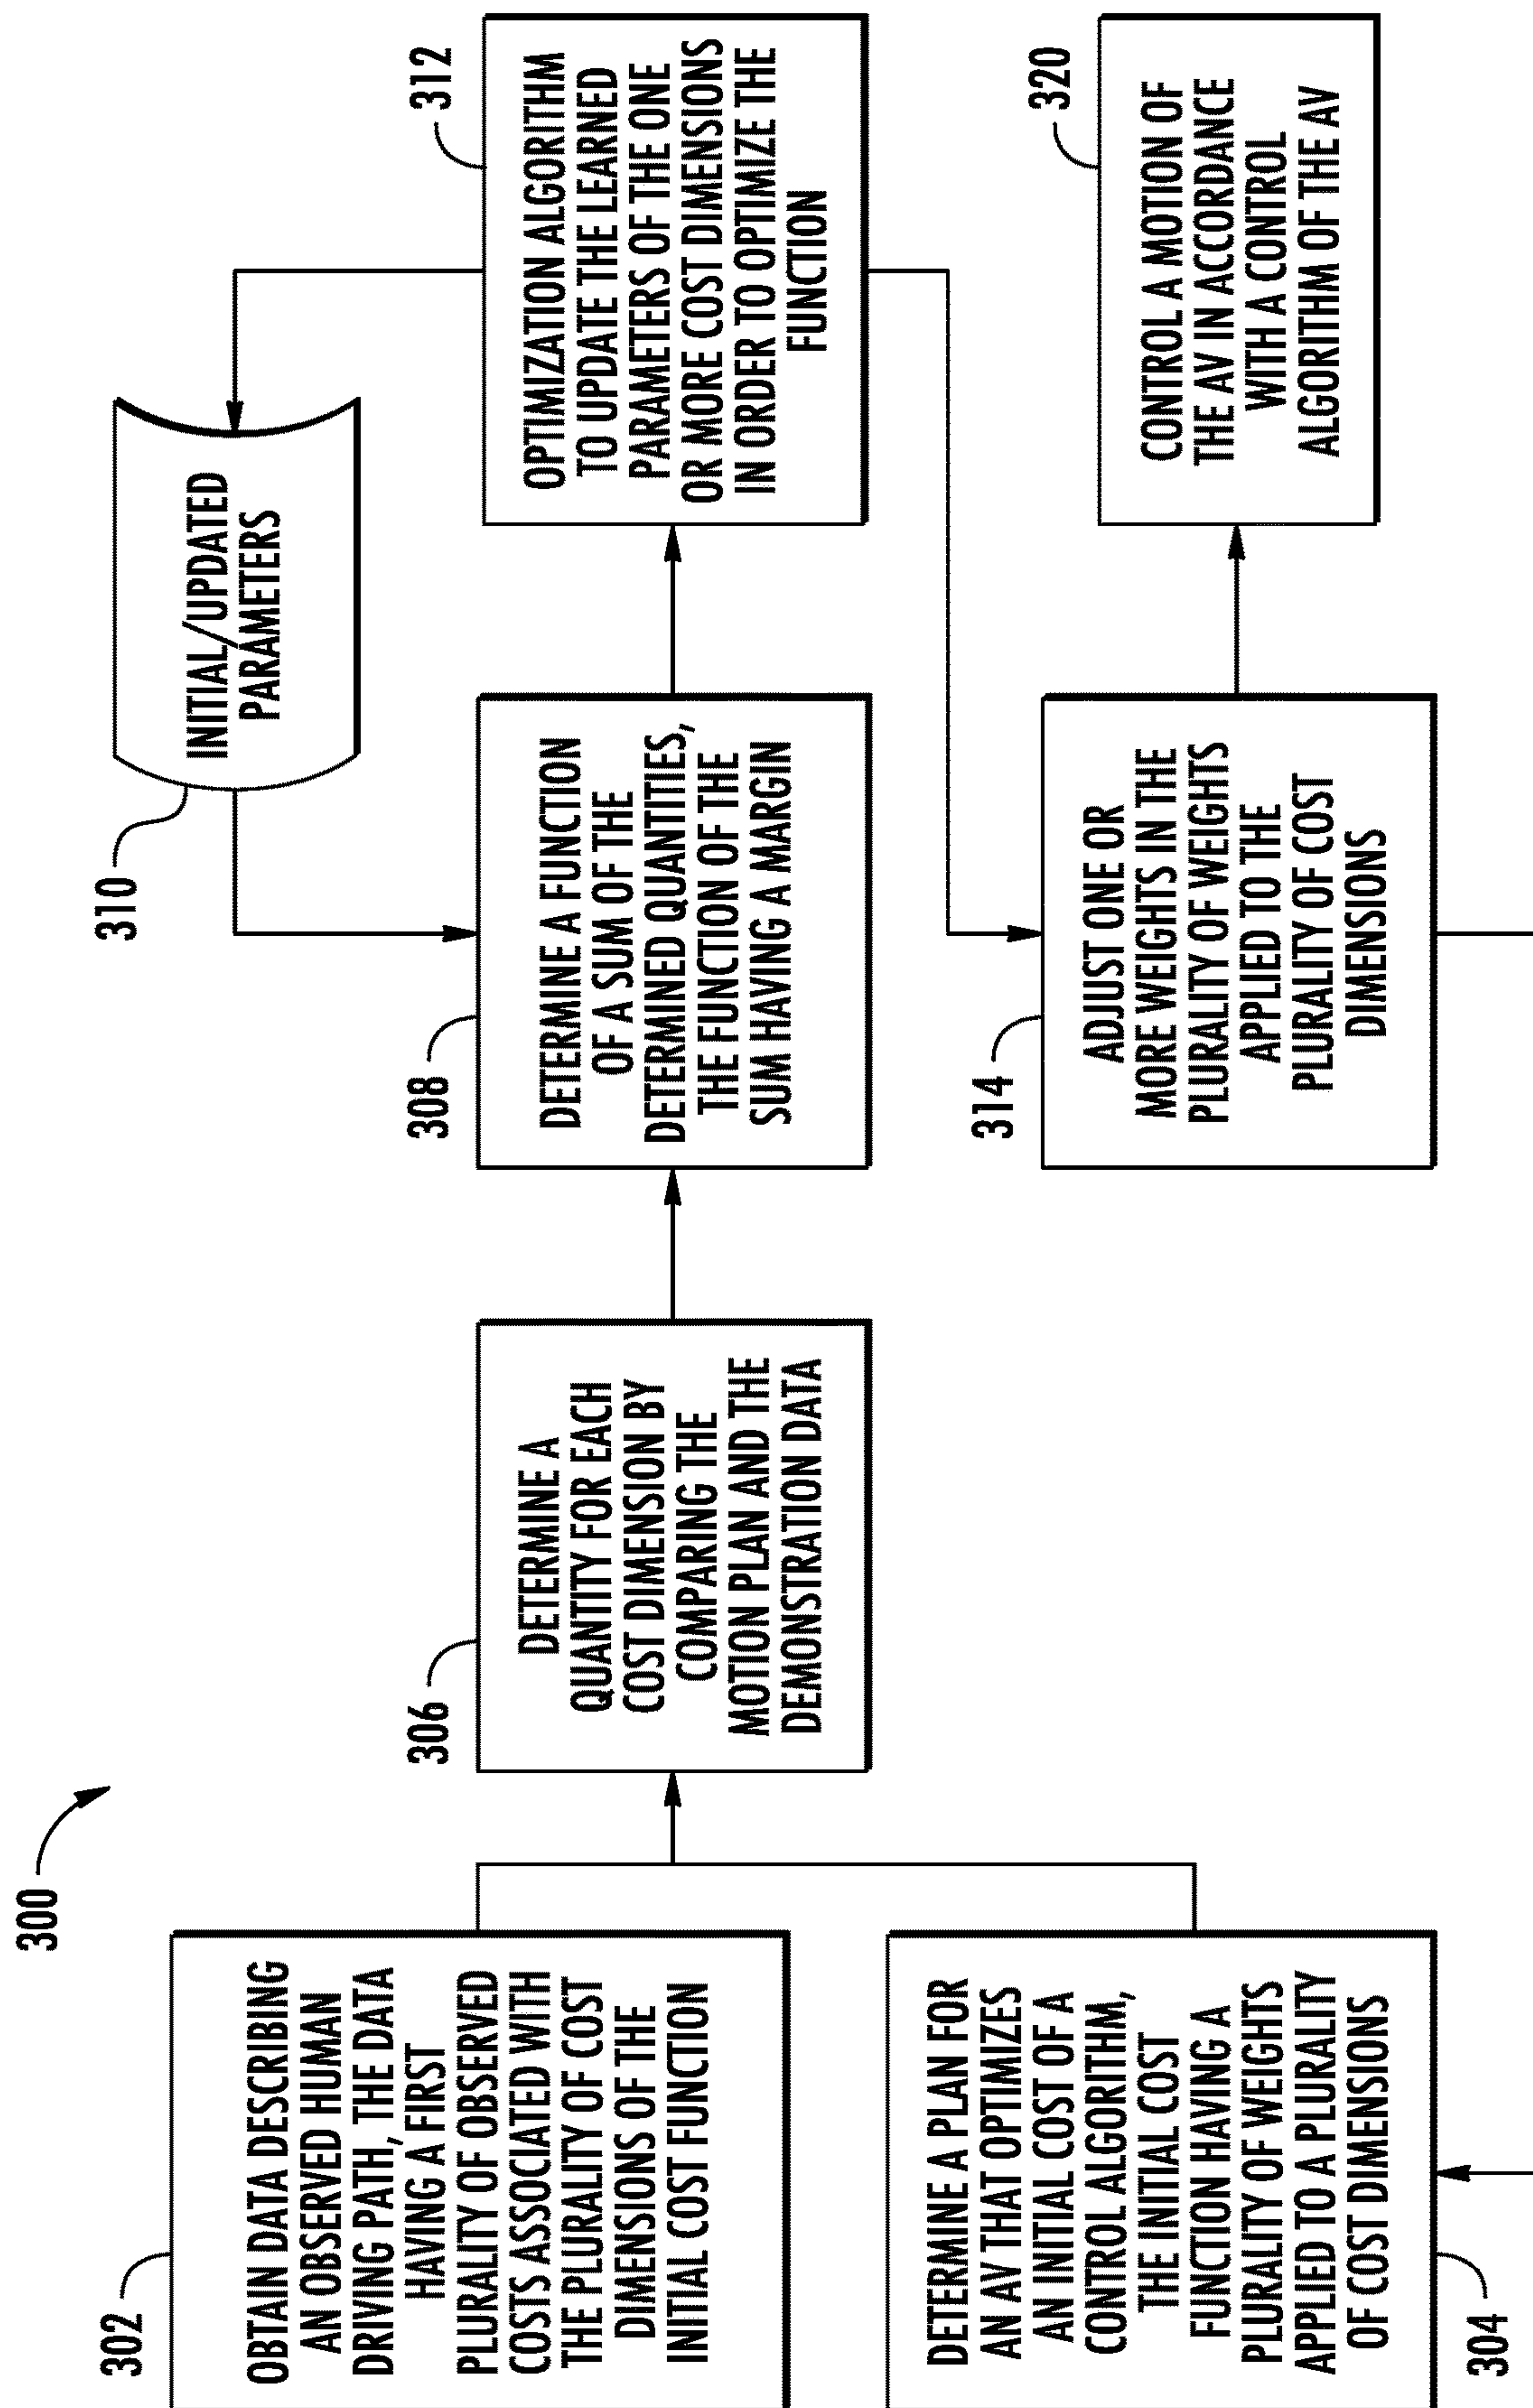 300
302
OBTAIN DATA DESCRIBING
AN OBSERVED HUMAN
DRIVING PATH, THE DATA
HAVING A FIRST
PLURALITY OF OBSERVED
COSTS ASSOCIATED WITH
THE PLURALITY OF COST
DIMENSIONS OF THE
INITIAL COST FUNCTION
DETERMINE A PLAN FOR
AN AV THAT OPTIMIZES
AN INITIAL COST OF A
CONTROL ALGORITHM,
THE INITIAL COST
FUNCTION HAVING A
PLURALITY OF WEIGHTS
APPLIED TO A PLURALITY
OF COST DIMENSIONS
304
306
DETERMINE A
QUANTITY FOR EACH
COST DIMENSION BY
COMPARING THE
MOTION PLAN AND THE
DEMONSTRATION DATA
308
DETERMINE A FUNCTION
OF A SUM OF THE
DETERMINED QUANTITIES,
THE FUNCTION OF THE
SUM HAVING A MARGIN
310
INITIAL/UPDATED
PARAMETERS
312
OPTIMIZATION ALGORITHM
TO UPDATE THE LEARNED
PARAMETERS OF THE ONE
OR MORE COST DIMENSIONS
IN ORDER TO OPTIMIZE THE
FUNCTION
314
ADJUST ONE OR
MORE WEIGHTS IN THE
PLURALITY OF WEIGHTS
APPLIED TO THE
PLURALITY OF COST
DIMENSIONS
320
CONTROL A MOTION OF
THE AV IN ACCORDANCE
WITH A CONTROL
ALGORITHM OF THE AV